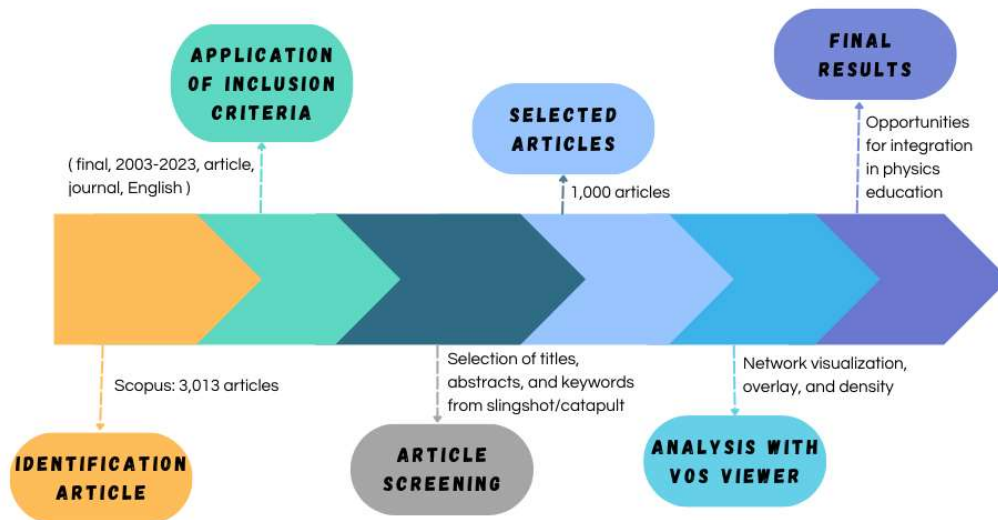 APPLICATION
OF INCLUSION
CRITERIA
( final, 2003-2023, article,
journal, English )
SELECTED
ARTICLES
1,000 articles
FINAL
RESULTS
Opportunities
for integration
in physics
education
Scopus: 3,013 articles
IDENTIFICATION
ARTICLE
Selection of titles,
abstracts, and keywords
from slingshot/catapult
ARTICLE
SCREENING
Network visualization,
overlay, and density
ANALYSIS WITH
VOS VIEWER